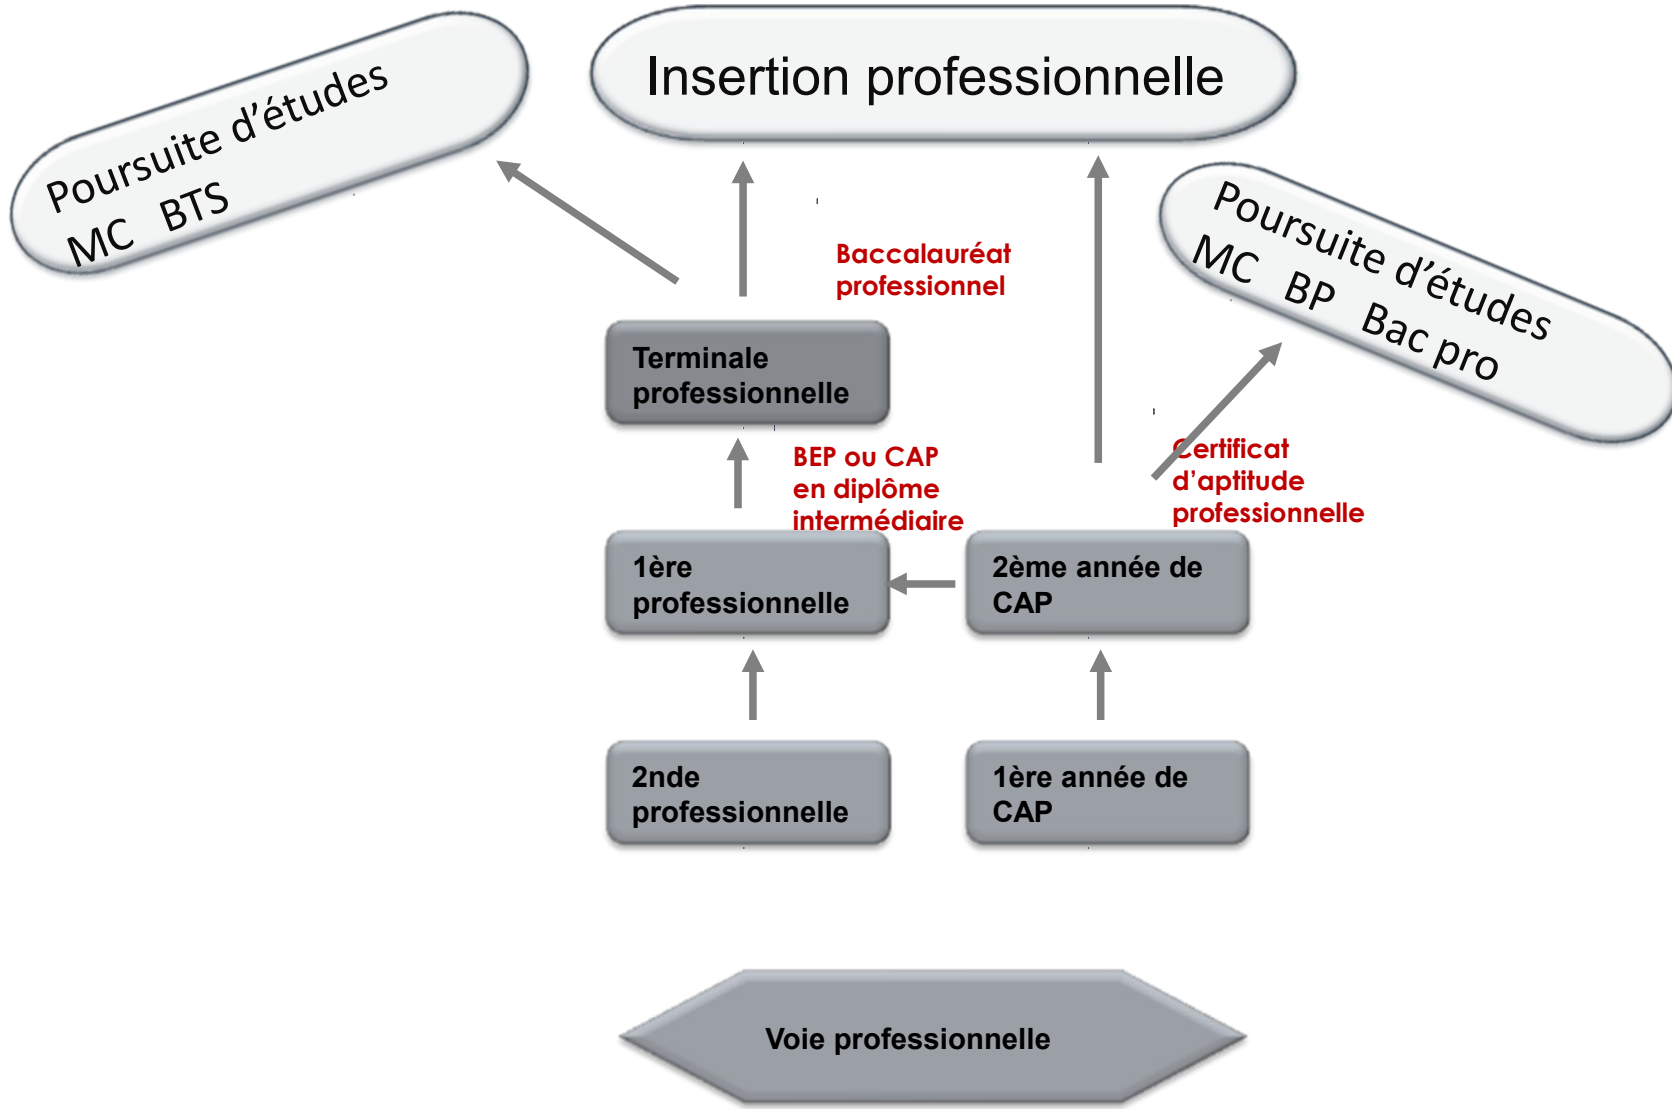 Insertion professionnelle
Poursuite d’études
MC BTS
Poursuite d’études
MC BP Bac pro
Baccalauréat
professionnel
Terminale
professionnelle
BEP ou CAP
en diplôme
intermédiaire
Certificat
d’aptitude
professionnelle
1ère
professionnelle
2ème année de
CAP
2nde
professionnelle
1ère année de
CAP
Voie professionnelle